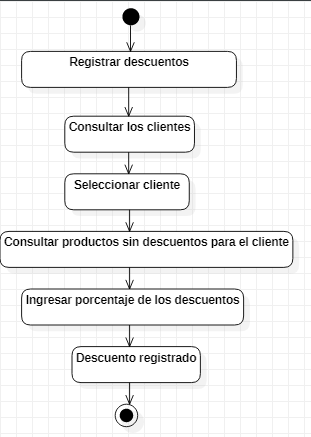 Registrar descuentos
Consultar los clientes
Seleccionar cliente
Consultar productos sin descuentos para el cliente
Ingresar porcentaje de los descuentos
Descuento registrado